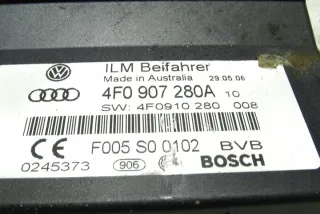 ILM Beifahrer
Made in Australia 29.05.06
4F0 907 280A 10
SW: 4F0910 280 008
CE F005 S0 0102 BVB
0245373 906 BOSCH